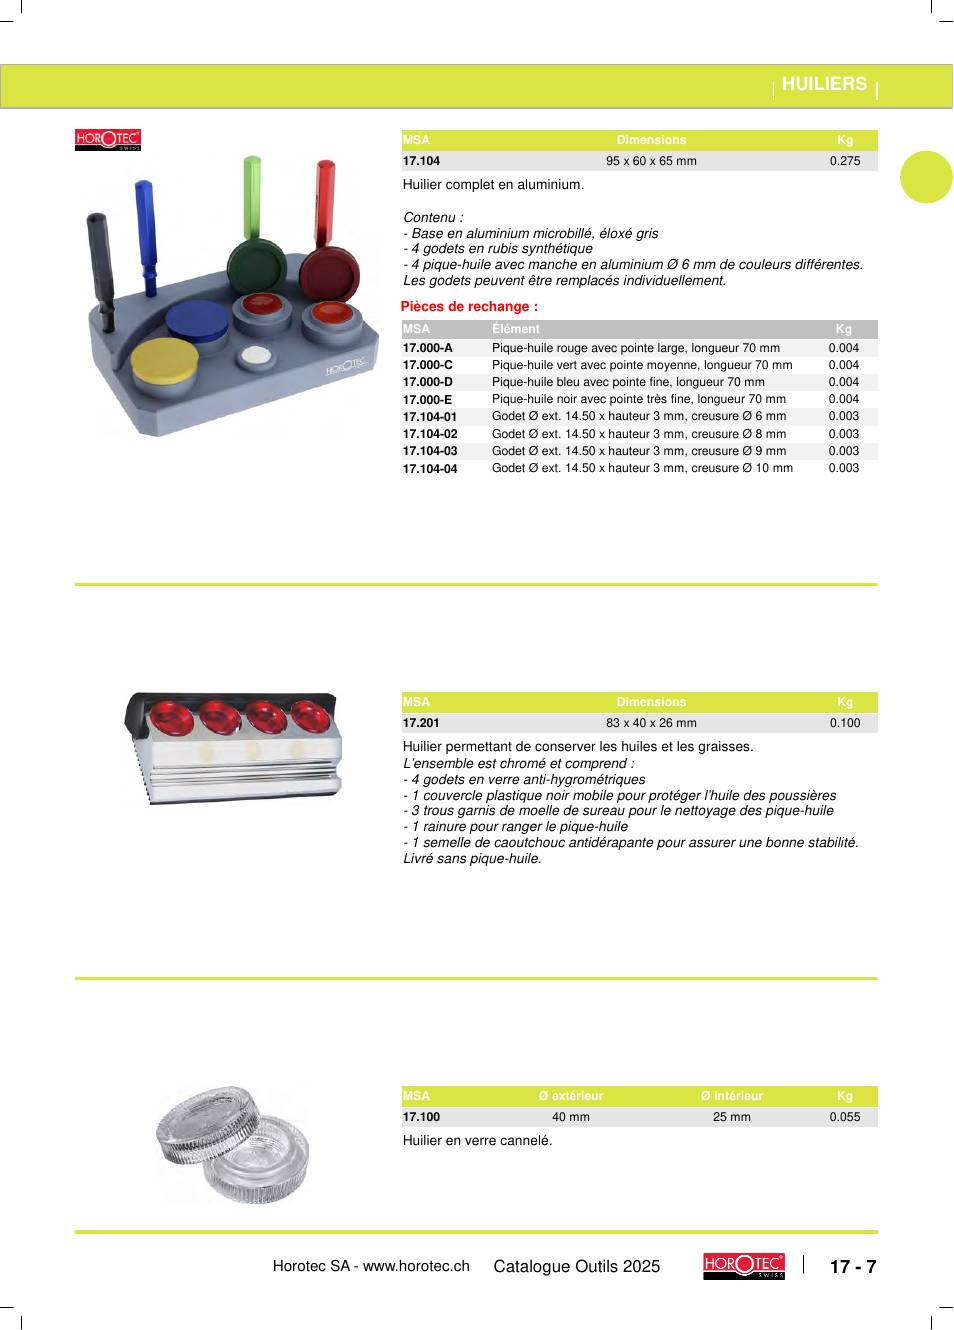 HUILIERS
HOROTEC
SWISS
MSA Dimensions Kg
17.104 95 x 60 x 65 mm 0.275
Huilier complet en aluminium.
Contenu :
- Base en aluminium microbillé, éloxé gris
- 4 godets en rubis synthétique
- 4 pique-huile avec manche en aluminium Ø 6 mm de couleurs différentes.
Les godets peuvent être remplacés individuellement.
Pièces de rechange :
MSA Élément Kg
17.000-A Pique-huile rouge avec pointe large, longueur 70 mm 0.004
17.000-C Pique-huile vert avec pointe moyenne, longueur 70 mm 0.004
17.000-D Pique-huile bleu avec pointe fine, longueur 70 mm 0.004
17.000-E Pique-huile noir avec pointe très fine, longueur 70 mm 0.004
17.104-01 Godet Ø ext. 14.50 x hauteur 3 mm, creusure Ø 6 mm 0.003
17.104-02 Godet Ø ext. 14.50 x hauteur 3 mm, creusure Ø 8 mm 0.003
17.104-03 Godet Ø ext. 14.50 x hauteur 3 mm, creusure Ø 9 mm 0.003
17.104-04 Godet Ø ext. 14.50 x hauteur 3 mm, creusure Ø 10 mm 0.003
HOROTEC
MSA Dimensions Kg
17.201 83 x 40 x 26 mm 0.100
Huilier permettant de conserver les huiles et les graisses.
L'ensemble est chromé et comprend :
- 4 godets en verre anti-hygrométriques
- 1 couvercle plastique noir mobile pour protéger l'huile des poussières
- 3 trous garnis de moelle de sureau pour le nettoyage des pique-huile
- 1 rainure pour ranger le pique-huile
- 1 semelle de caoutchouc antidérapante pour assurer une bonne stabilité.
Livré sans pique-huile.
MSA Ø extérieur Ø intérieur Kg
17.100 40 mm 25 mm 0.055
Huilier en verre cannelé.
Horotec SA - www.horotec.ch Catalogue Outils 2025 HOROTEC SWISS 17 - 7